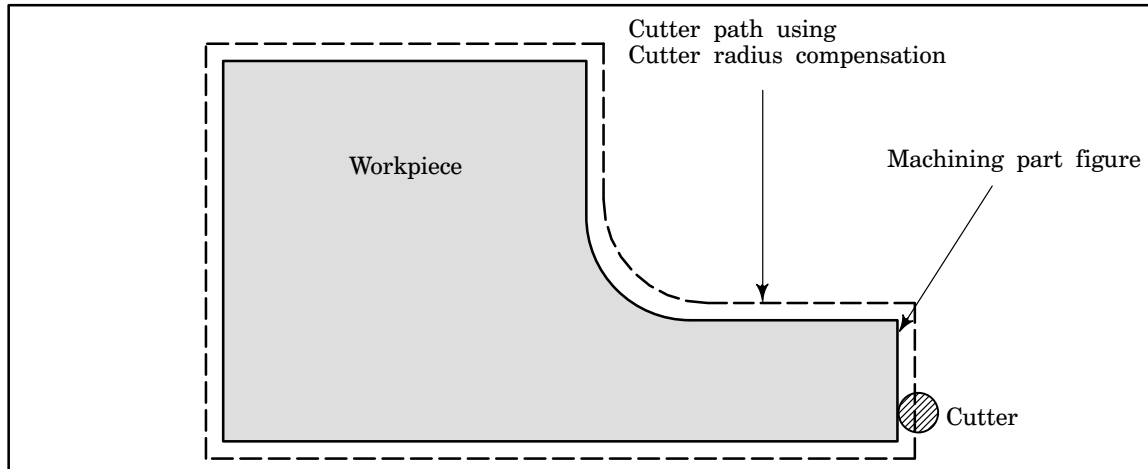 Cutter path using
Cutter radius compensation
Machining part figure
Workpiece
Cutter